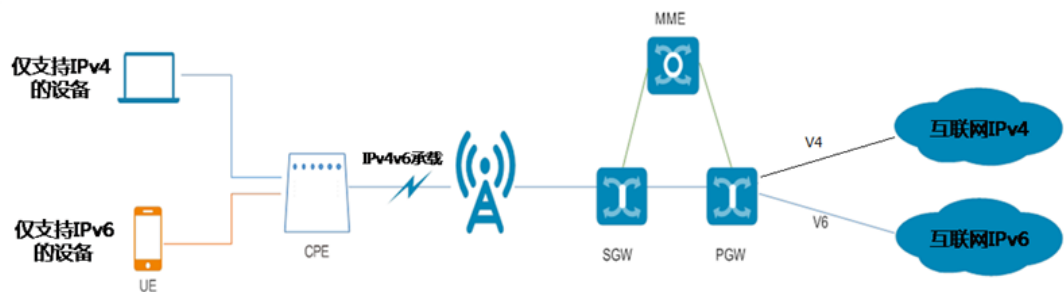 MME
仅支持IPv4
的设备
互联网IPv4
V4
IPv4v6承载
仅支持IPv6
的设备
UE
CPE
SGW
PGW
V6
互联网IPv6